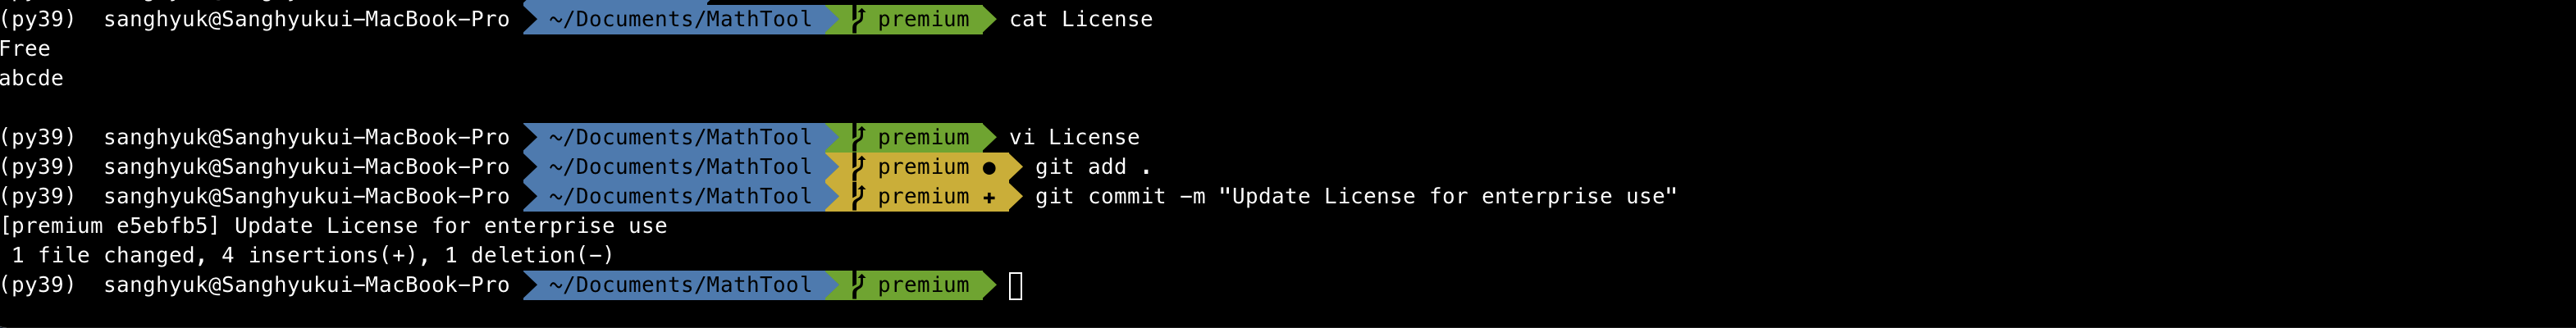 (py39) sanghyuk@Sanghyukui-MacBook-Pro ~/Documents/MathTool premium cat License
Free
abcde
(py39) sanghyuk@Sanghyukui-MacBook-Pro ~/Documents/MathTool premium vi License
(py39) sanghyuk@Sanghyukui-MacBook-Pro ~/Documents/MathTool premium ● git add .
(py39) sanghyuk@Sanghyukui-MacBook-Pro ~/Documents/MathTool premium + git commit -m "Update License for enterprise use"
[premium e5ebfb5] Update License for enterprise use
1 file changed, 4 insertions(+), 1 deletion(-)
(py39) sanghyuk@Sanghyukui-MacBook-Pro ~/Documents/MathTool premium